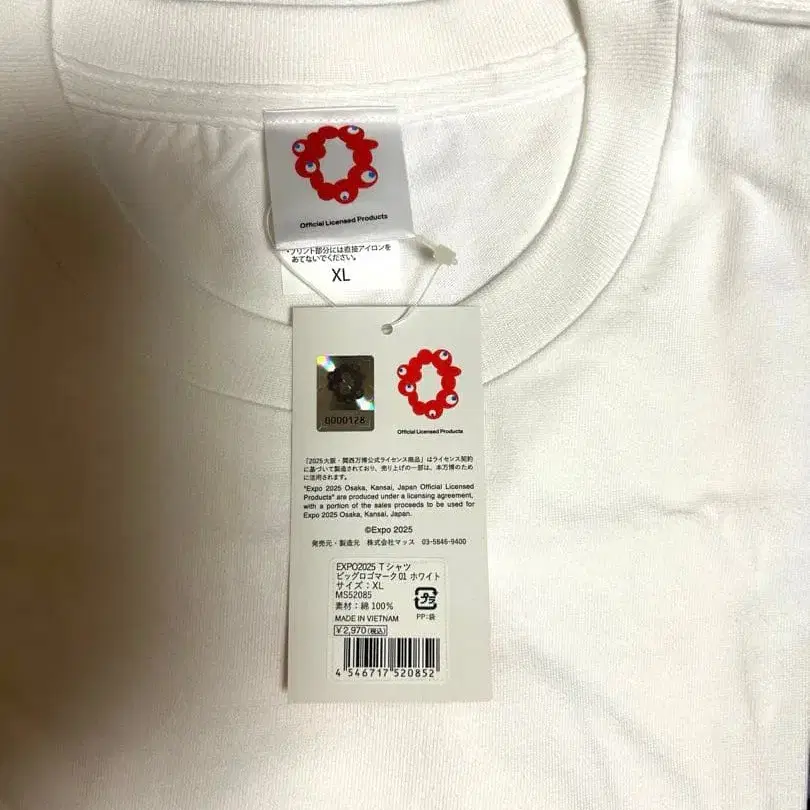 Official Licensed Products
・プリント部分には直接アイロンを
あてないでください。
XL
0000128
Official Licensed Products
「2025大阪・関西万博公式ライセンス商品」はライセンス契約
に基づいて製造されており、売り上げの一部は、本万博のため
に活用されます。
"Expo 2025 Osaka, Kansai, Japan Official Licensed
Products" are produced under a licensing agreement,
with a portion of the sales proceeds to be used for
Expo 2025 Osaka, Kansai, Japan.
©Expo 2025
発売元・製造元 株式会社マッス 03-5846-9400
EXPO2025 Tシャツ
ビッグロゴマーク01 ホワイト
サイズ：XL
MS52085
素材：綿 100%
MADE IN VIETNAM
プラ
PP:袋
¥2,970(税込)
4 546717 520852